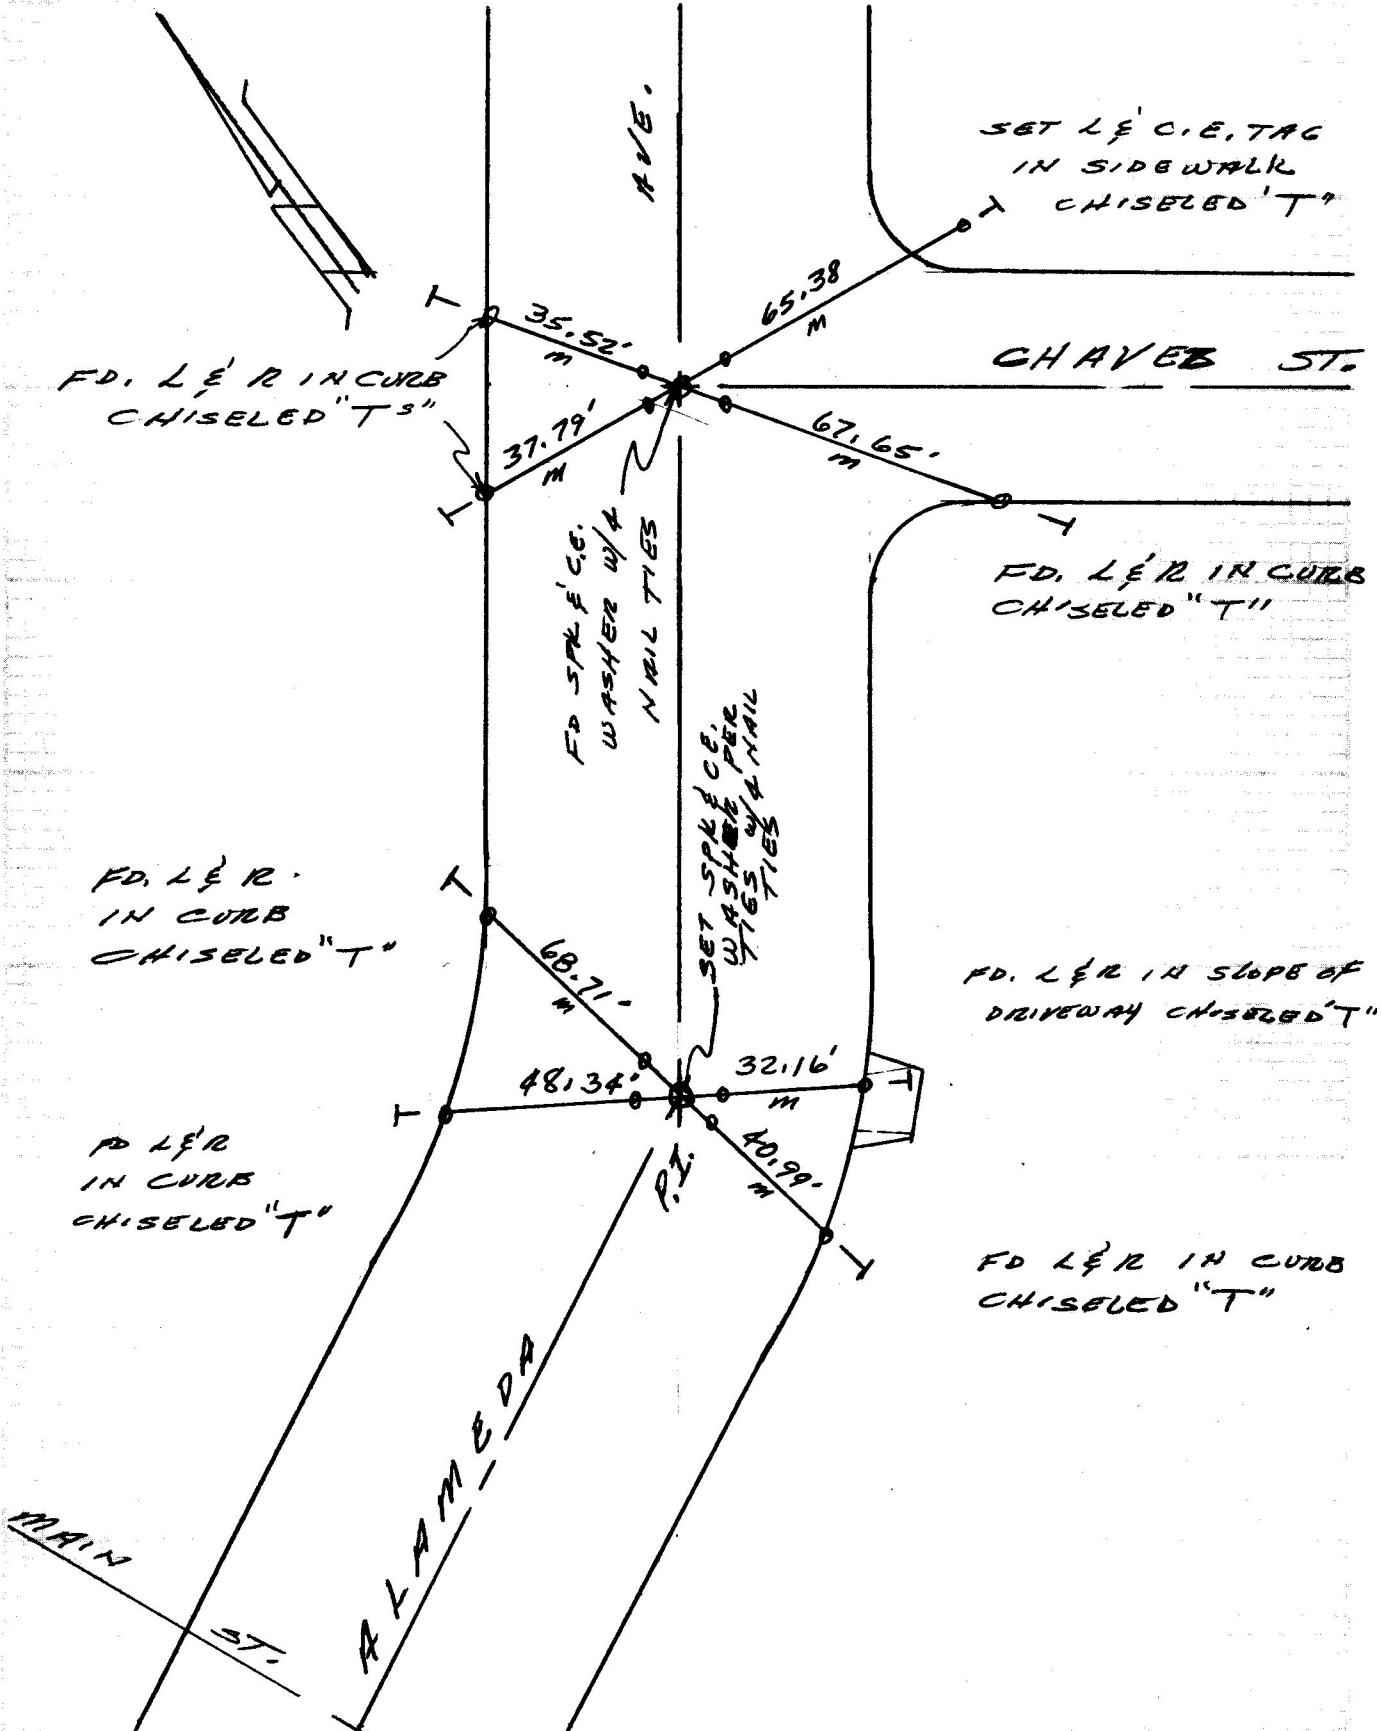 AVE.
SET L & C.E. TAG
IN SIDEWALK
CHISELED 'T"
T
T
35.52'
m
65.38
m
CHAVEB ST.
FD. L & R IN CURB
CHISELED "T S"
37.79'
m
67.65'
m
T
T
FD SPK & C.E.
WASHER W/4
NAIL TIES
FD. L & R IN CURB
CHISELED "T"
SET SPK & C.E.
WASHER PER
TIES W/4 NAIL
TIES
FD. L & R
IN CURB
CHISELED "T"
T
68.71'
m
FD. L & R IN SLOPE OF
DRIVEWAY CHISELED 'T"
T
48.34'
32.16'
m
T
FD L & R
IN CURB
CHISELED "T"
P.I.
40.99'
m
T
FD L & R IN CURB
CHISELED "T"
ALAMEDA
MAIN
ST.